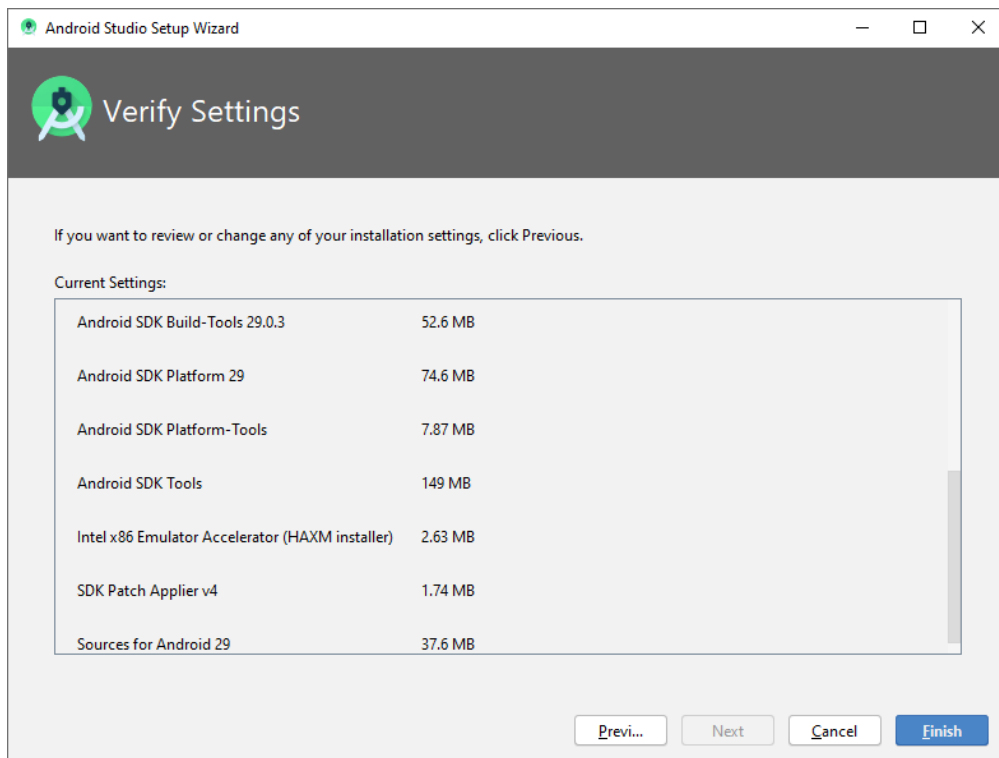 Android Studio Setup Wizard
Verify Settings
If you want to review or change any of your installation settings, click Previous.
Current Settings:
Android SDK Build-Tools 29.0.3 52.6 MB
Android SDK Platform 29 74.6 MB
Android SDK Platform-Tools 7.87 MB
Android SDK Tools 149 MB
Intel x86 Emulator Accelerator (HAXM installer) 2.63 MB
SDK Patch Applier v4 1.74 MB
Sources for Android 29 37.6 MB
Previ... Next Cancel Finish